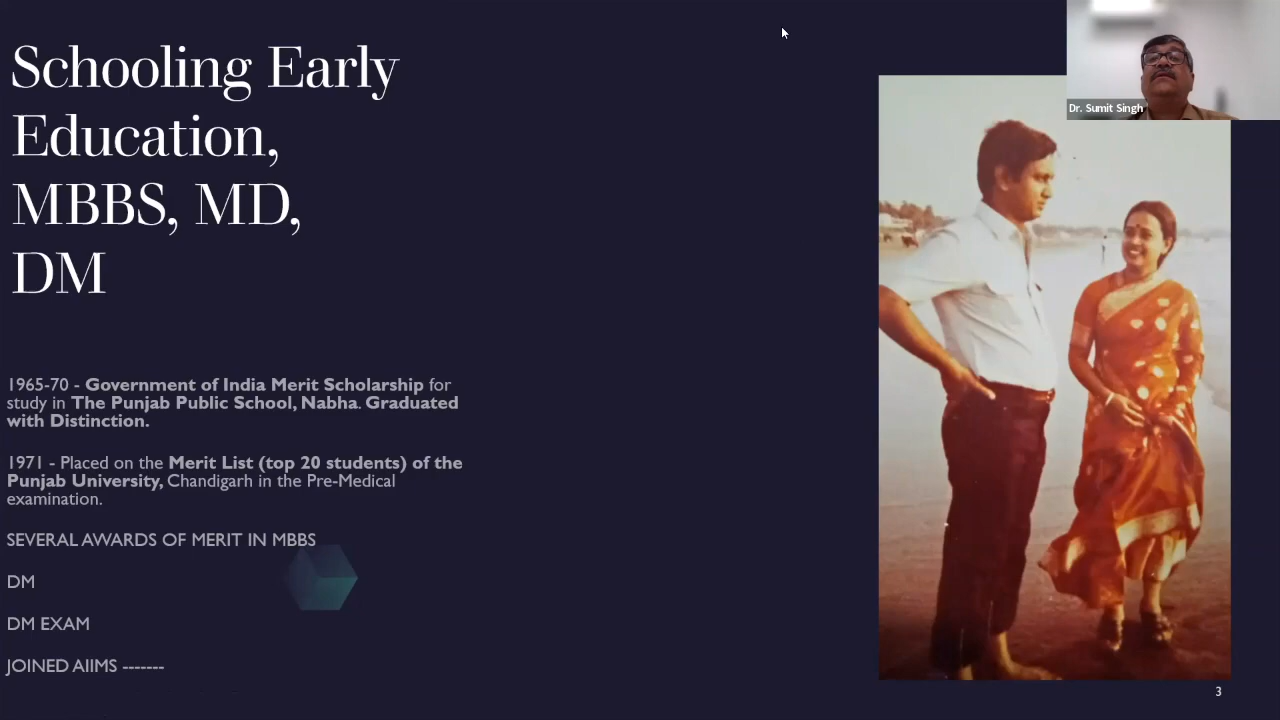 Schooling Early
Education,
MBBS, MD,
DM
1965-70 - Government of India Merit Scholarship for
study in The Punjab Public School, Nabha. Graduated
with Distinction.
1971 - Placed on the Merit List (top 20 students) of the
Punjab University, Chandigarh in the Pre-Medical
examination.
SEVERAL AWARDS OF MERIT IN MBBS
DM
DM EXAM
JOINED AIIMS -------
Dr. Sumit Singh
3